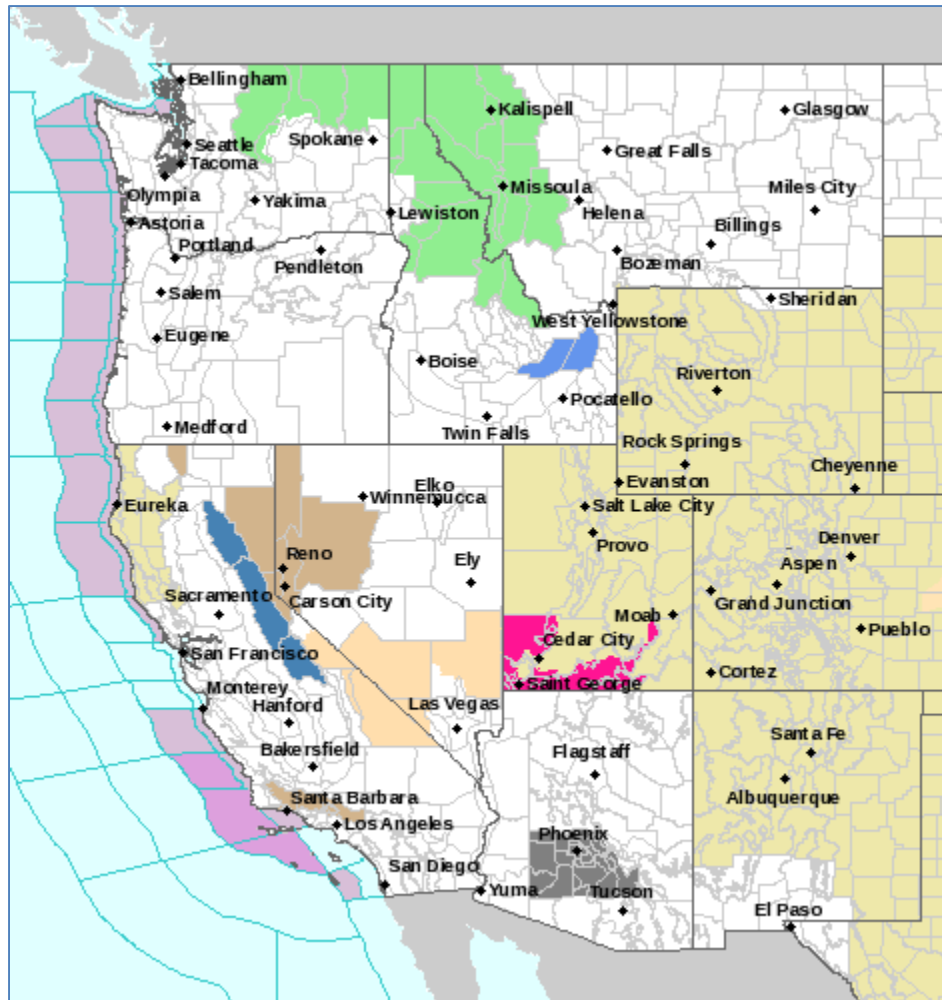 Bellingham
Kalispell
Glasgow
Seattle
Spokane
Great Falls
Tacoma
Missoula
Miles City
Olympia
Yakima
Helena
Lewiston
Astoria
Billings
Portland
Pendleton
Bozeman
Salem
Sheridan
West Yellowstone
Eugene
Boise
Riverton
Pocatello
Medford
Twin Falls
Rock Springs
Cheyenne
Elko
Evanston
Winnemucca
Eureka
Salt Lake City
Provo
Denver
Reno
Ely
Aspen
Sacramento
Carson City
Grand Junction
Moab
Pueblo
Cedar City
San Francisco
Cortez
Saint George
Monterey
Hanford
Las Vegas
Santa Fe
Bakersfield
Flagstaff
Albuquerque
Santa Barbara
Los Angeles
Phoenix
San Diego
Yuma
Tucson
El Paso